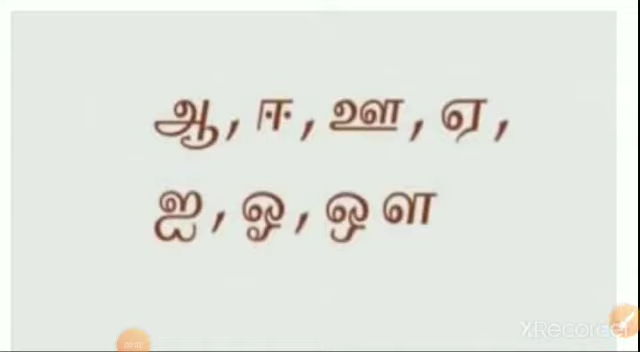 ஆ, ஈ, ஊ, ஏ,
ஐ, ஓ, ஔ
XRecorder